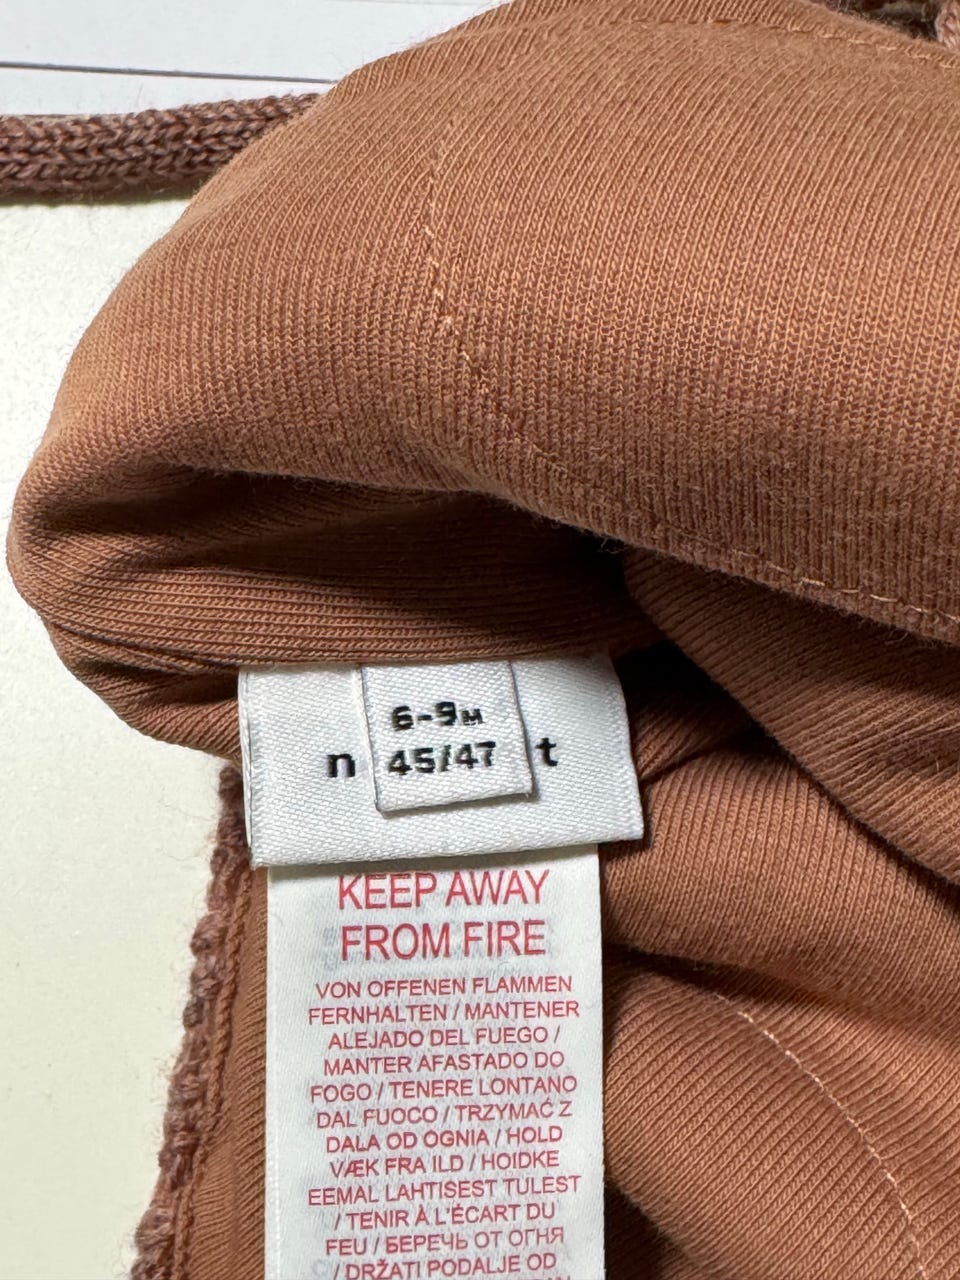 6-9м
45/47
n t
KEEP AWAY
FROM FIRE
VON OFFENEN FLAMMEN
FERNHALTEN / MANTENER
ALEJADO DEL FUEGO /
MANTER AFASTADO DO
FOGO / TENERE LONTANO
DAL FUOCO / TRZYMAĆ Z
DALA OD OGNIA / HOLD
VÆK FRA ILD / HOIDKE
EEMAL LAHTISEST TULEST
/ TENIR À L'ÉCART DU
FEU / БЕРЕЧЬ ОТ ОГНЯ
/ DRŽATI PODALJE OD